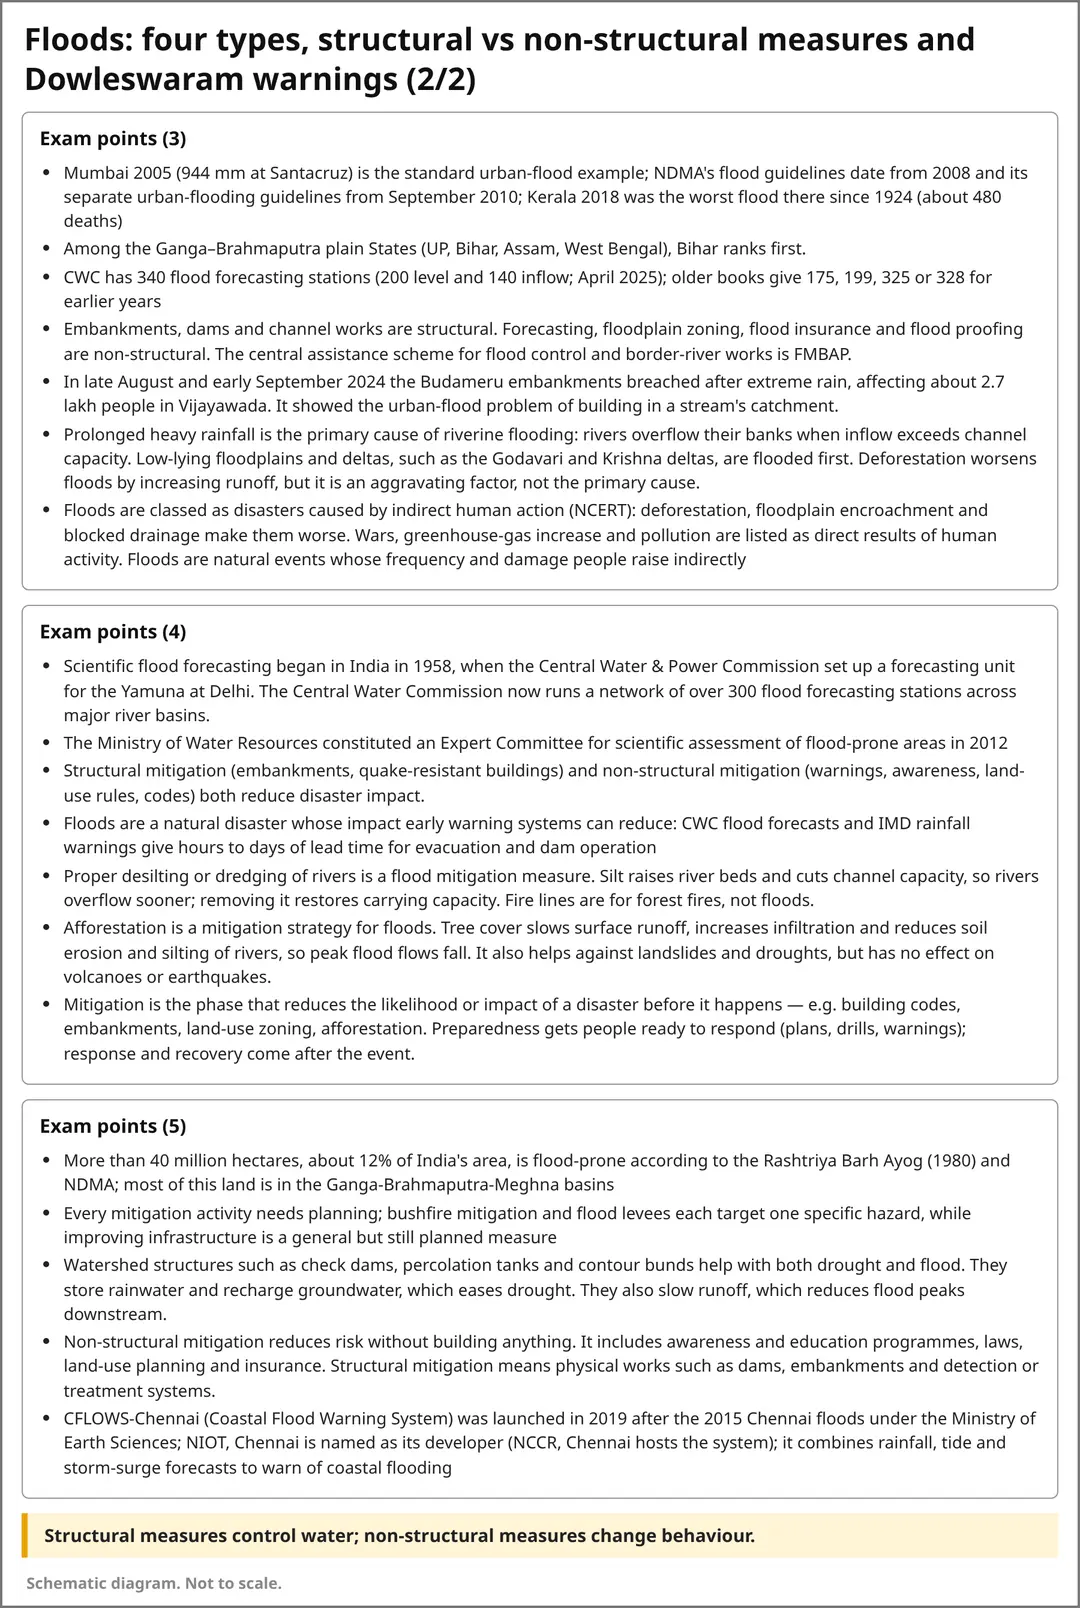 Floods: four types, structural vs non-structural measures and
Dowleswaram warnings (2/2)
Exam points (3)
• Mumbai 2005 (944 mm at Santacruz) is the standard urban-flood example; NDMA's flood guidelines date from 2008 and its
separate urban-flooding guidelines from September 2010; Kerala 2018 was the worst flood there since 1924 (about 480
deaths)
• Among the Ganga–Brahmaputra plain States (UP, Bihar, Assam, West Bengal), Bihar ranks first.
• CWC has 340 flood forecasting stations (200 level and 140 inflow; April 2025); older books give 175, 199, 325 or 328 for
earlier years
• Embankments, dams and channel works are structural. Forecasting, floodplain zoning, flood insurance and flood proofing
are non-structural. The central assistance scheme for flood control and border-river works is FMBAP.
• In late August and early September 2024 the Budameru embankments breached after extreme rain, affecting about 2.7
lakh people in Vijayawada. It showed the urban-flood problem of building in a stream's catchment.
• Prolonged heavy rainfall is the primary cause of riverine flooding: rivers overflow their banks when inflow exceeds channel
capacity. Low-lying floodplains and deltas, such as the Godavari and Krishna deltas, are flooded first. Deforestation worsens
floods by increasing runoff, but it is an aggravating factor, not the primary cause.
• Floods are classed as disasters caused by indirect human action (NCERT): deforestation, floodplain encroachment and
blocked drainage make them worse. Wars, greenhouse-gas increase and pollution are listed as direct results of human
activity. Floods are natural events whose frequency and damage people raise indirectly
Exam points (4)
• Scientific flood forecasting began in India in 1958, when the Central Water & Power Commission set up a forecasting unit
for the Yamuna at Delhi. The Central Water Commission now runs a network of over 300 flood forecasting stations across
major river basins.
• The Ministry of Water Resources constituted an Expert Committee for scientific assessment of flood-prone areas in 2012
• Structural mitigation (embankments, quake-resistant buildings) and non-structural mitigation (warnings, awareness, land-
use rules, codes) both reduce disaster impact.
• Floods are a natural disaster whose impact early warning systems can reduce: CWC flood forecasts and IMD rainfall
warnings give hours to days of lead time for evacuation and dam operation
• Proper desilting or dredging of rivers is a flood mitigation measure. Silt raises river beds and cuts channel capacity, so rivers
overflow sooner; removing it restores carrying capacity. Fire lines are for forest fires, not floods.
• Afforestation is a mitigation strategy for floods. Tree cover slows surface runoff, increases infiltration and reduces soil
erosion and silting of rivers, so peak flood flows fall. It also helps against landslides and droughts, but has no effect on
volcanoes or earthquakes.
• Mitigation is the phase that reduces the likelihood or impact of a disaster before it happens — e.g. building codes,
embankments, land-use zoning, afforestation. Preparedness gets people ready to respond (plans, drills, warnings);
response and recovery come after the event.
Exam points (5)
• More than 40 million hectares, about 12% of India's area, is flood-prone according to the Rashtriya Barh Ayog (1980) and
NDMA; most of this land is in the Ganga-Brahmaputra-Meghna basins
• Every mitigation activity needs planning; bushfire mitigation and flood levees each target one specific hazard, while
improving infrastructure is a general but still planned measure
• Watershed structures such as check dams, percolation tanks and contour bunds help with both drought and flood. They
store rainwater and recharge groundwater, which eases drought. They also slow runoff, which reduces flood peaks
downstream.
• Non-structural mitigation reduces risk without building anything. It includes awareness and education programmes, laws,
land-use planning and insurance. Structural mitigation means physical works such as dams, embankments and detection or
treatment systems.
• CFLOWS-Chennai (Coastal Flood Warning System) was launched in 2019 after the 2015 Chennai floods under the Ministry of
Earth Sciences; NIOT, Chennai is named as its developer (NCCR, Chennai hosts the system); it combines rainfall, tide and
storm-surge forecasts to warn of coastal flooding
Structural measures control water; non-structural measures change behaviour.
Schematic diagram. Not to scale.